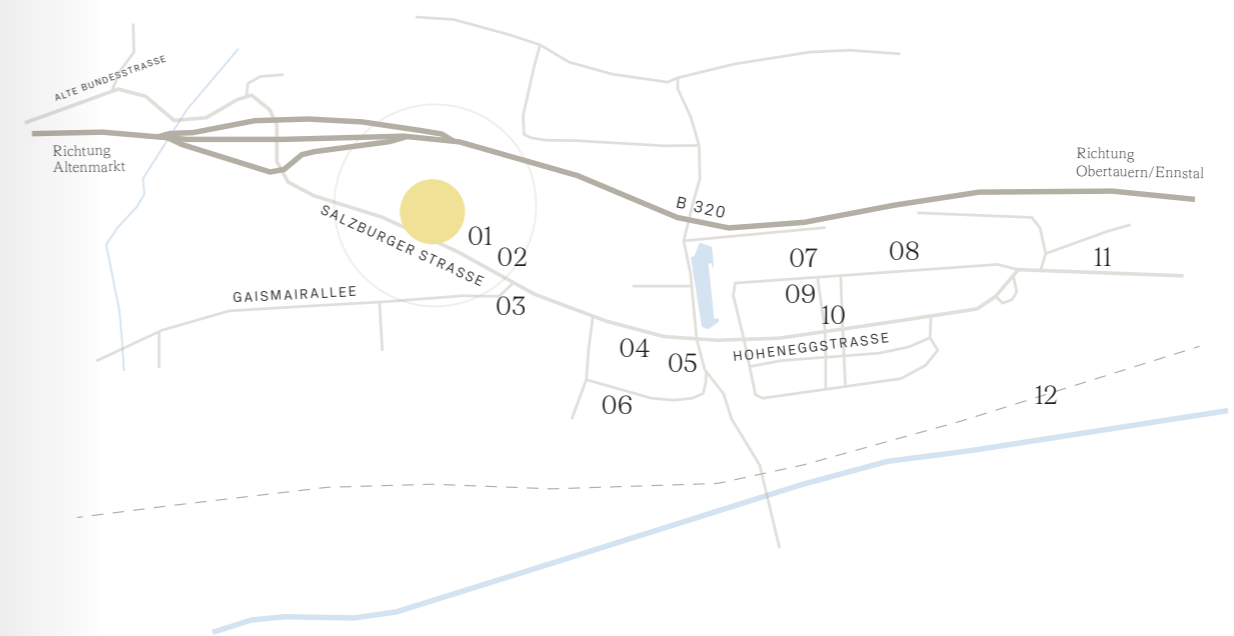 ALTE BUNDESSTRASSE
Richtung
Altenmarkt
Richtung
Obertauern/Ennstal
B 320
SALZBURGER STRASSE
01
02
03
GAISMAIRALLEE
04
05
06
07
08
09
10
11
HOHENEGGSTRASSE
12